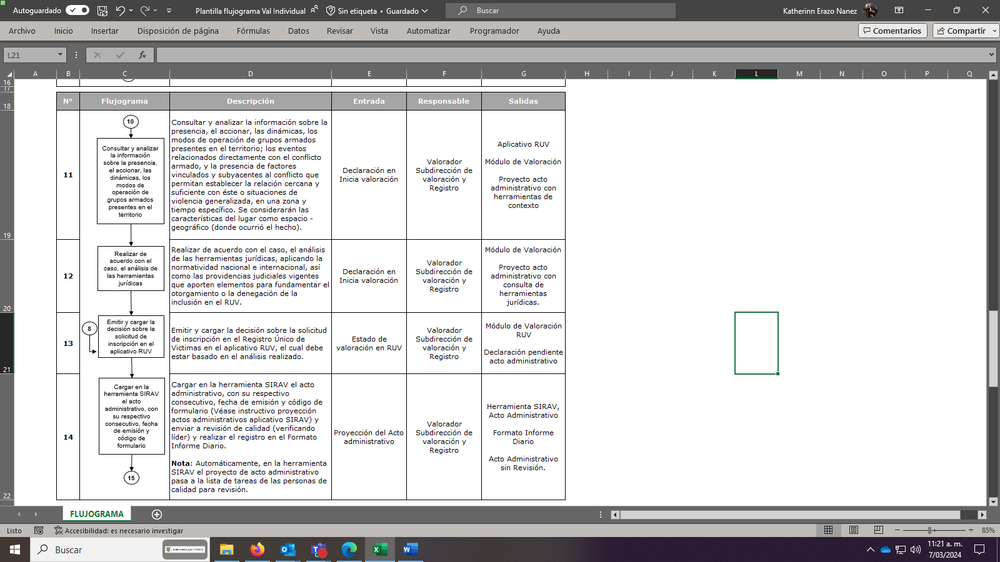 Autoguardado
Plantilla flujograma Val Individual
Sin etiqueta • Guardado
Buscar
Katherinn Erazo Nanez
Archivo
Inicio
Insertar
Disposición de página
Fórmulas
Datos
Revisar
Vista
Automatizar
Programador
Ayuda
Comentarios
Compartir
L21
fx
A B C D E F G H I J K L M N O P Q
16
17
18
N°
Flujograma
Descripción
Entrada
Responsable
Salidas
19
11
10
Consultar y analizar
la información
sobre la presencia,
el accionar, las
dinámicas, los
modos de
operación de
grupos armados
presentes en el
territorio
Consultar y analizar la información sobre la
presencia, el accionar, las dinámicas, los
modos de operación de grupos armados
presentes en el territorio; los eventos
relacionados directamente con el conflicto
armado, y la presencia de factores
vinculados y subyacentes al conflicto que
permitan establecer la relación cercana y
suficiente con éste o situaciones de
violencia generalizada, en una zona y
tiempo específico. Se considerarán las
características del lugar como espacio -
geográfico (donde ocurrió el hecho).
Declaración en
Inicia valoración
Valorador
Subdirección de
valoración y
Registro
Aplicativo RUV
Módulo de Valoración
Proyecto acto
administrativo con
herramientas de
contexto
20
12
Realizar de
acuerdo con el
caso, el análisis de
las herramientas
jurídicas
Realizar de acuerdo con el caso, el análisis
de las herramientas jurídicas, aplicando la
normatividad nacional e internacional, así
como las providencias judiciales vigentes
que aporten elementos para fundamentar el
otorgamiento o la denegación de la
inclusión en el RUV.
Declaración en
Inicia valoración
Valorador
Subdirección de
valoración y
Registro
Módulo de Valoración
Proyecto acto
administrativo con
consulta de
herramientas
jurídicas.
21
13
8
Emitir y cargar la
decisión sobre la
solicitud de
inscripción en el
aplicativo RUV
Emitir y cargar la decisión sobre la solicitud
de inscripción en el Registro Único de
Victimas en el aplicativo RUV, el cual debe
estar basado en el análisis realizado.
Estado de
valoración en RUV
Valorador
Subdirección de
valoración y
Registro
Módulo de Valoración
RUV
Declaración pendiente
acto administrativo
22
14
Cargar en la
herramienta SIRAV
el acto
administrativo, con
su respectivo
consecutivo, fecha
de emisión y
código de
formulario
15
Cargar en la herramienta SIRAV el acto
administrativo, con su respectivo
consecutivo, fecha de emisión y código de
formulario (Véase instructivo proyección
actos administrativos aplicativo SIRAV) y
enviar a revisión de calidad (verificando
líder) y realizar el registro en el Formato
Informe Diario.
Nota: Automáticamente, en la herramienta
SIRAV el proyecto de acto administrativo
pasa a la lista de tareas de las personas de
calidad para revisión.
Proyección del Acto
administrativo
Valorador
Subdirección de
valoración y
Registro
Herramienta SIRAV,
Acto Administrativo
Formato Informe
Diario
Acto Administrativo
sin Revisión.
FLUJOGRAMA
Listo
Accesibilidad: es necesario investigar
85%
Buscar
11:21 a. m.
7/03/2024